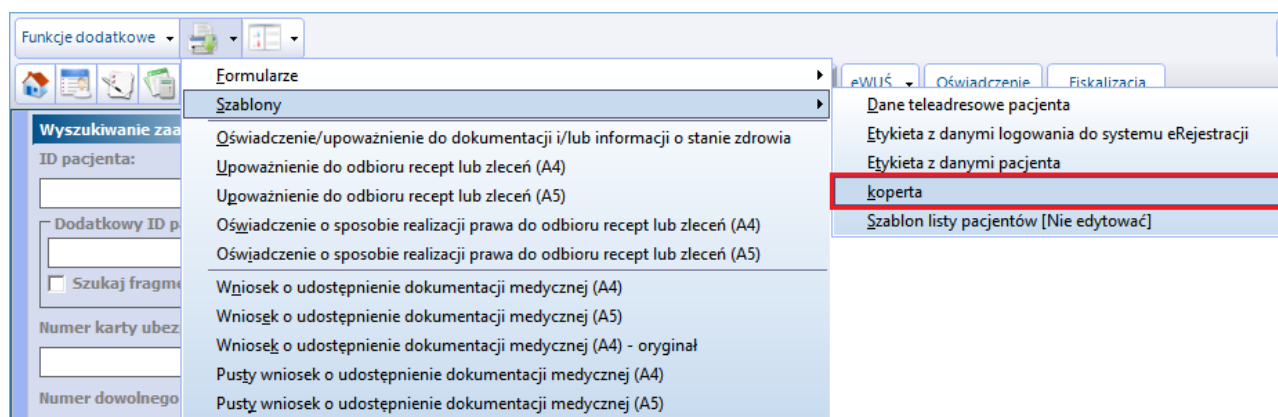 Funkcje dodatkowe
eWUŚ
Oświadczenie
Fiskalizacja
Wyszukiwanie zaa
ID pacjenta:
Dodatkowy ID p
Szukaj fragme
Numer karty ubez
Numer dowolnego
Formularze
Szablony
Oświadczenie/upoważnienie do dokumentacji i/lub informacji o stanie zdrowia
Upoważnienie do odbioru recept lub zleceń (A4)
Upoważnienie do odbioru recept lub zleceń (A5)
Oświadczenie o sposobie realizacji prawa do odbioru recept lub zleceń (A4)
Oświadczenie o sposobie realizacji prawa do odbioru recept lub zleceń (A5)
Wniosek o udostępnienie dokumentacji medycznej (A4)
Wniosek o udostępnienie dokumentacji medycznej (A5)
Wniosek o udostępnienie dokumentacji medycznej (A4) - oryginał
Pusty wniosek o udostępnienie dokumentacji medycznej (A4)
Pusty wniosek o udostępnienie dokumentacji medycznej (A5)
Dane teleadresowe pacjenta
Etykieta z danymi logowania do systemu eRejestracji
Etykieta z danymi pacjenta
koperta
Szablon listy pacjentów [Nie edytować]